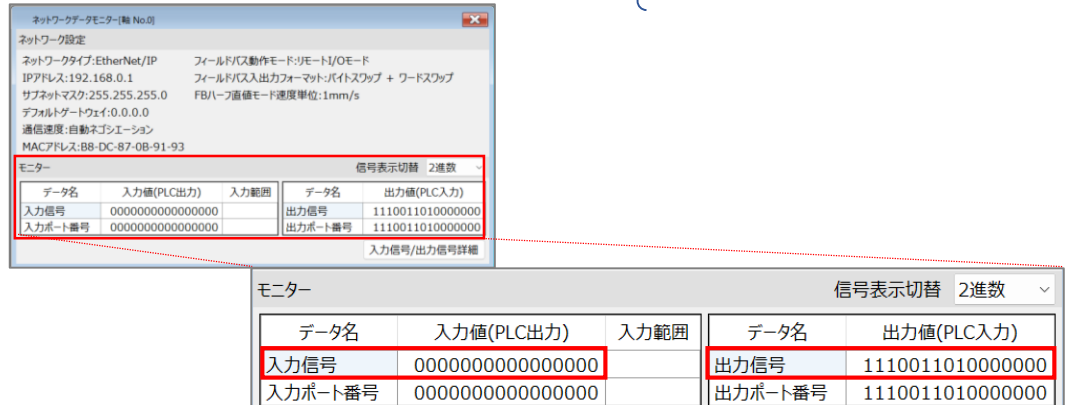 ネットワークデータモニター[軸 No.0]
ネットワーク設定
ネットワークタイプ:EtherNet/IP フィールドバス動作モード:リモートI/Oモード
IPアドレス:192.168.0.1 フィールドバス入出力フォーマット:バイトスワップ + ワードスワップ
サブネットマスク:255.255.255.0 FBハーフ直値モード速度単位:1mm/s
デフォルトゲートウェイ:0.0.0.0
通信速度:自動ネゴシエーション
MACアドレス:B8-DC-87-0B-91-93
モニター 信号表示切替 2進数
データ名 入力値(PLC出力) 入力範囲 データ名 出力値(PLC入力)
入力信号 0000000000000000 出力信号 1110011010000000
入力ポート番号 0000000000000000 出力ポート番号 1110011010000000
入力信号/出力信号詳細
モニター 信号表示切替 2進数
データ名 入力値(PLC出力) 入力範囲 データ名 出力値(PLC入力)
入力信号 0000000000000000 出力信号 1110011010000000
入力ポート番号 0000000000000000 出力ポート番号 1110011010000000